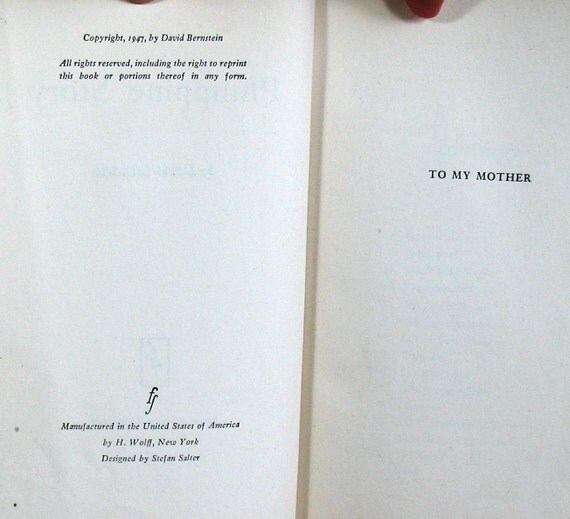 Copyright, 1947, by David Bernstein
All rights reserved, including the right to reprint
this book or portions thereof in any form.
Manufactured in the United States of America
by H. Wolff, New York
Designed by Stefan Salter
TO MY MOTHER